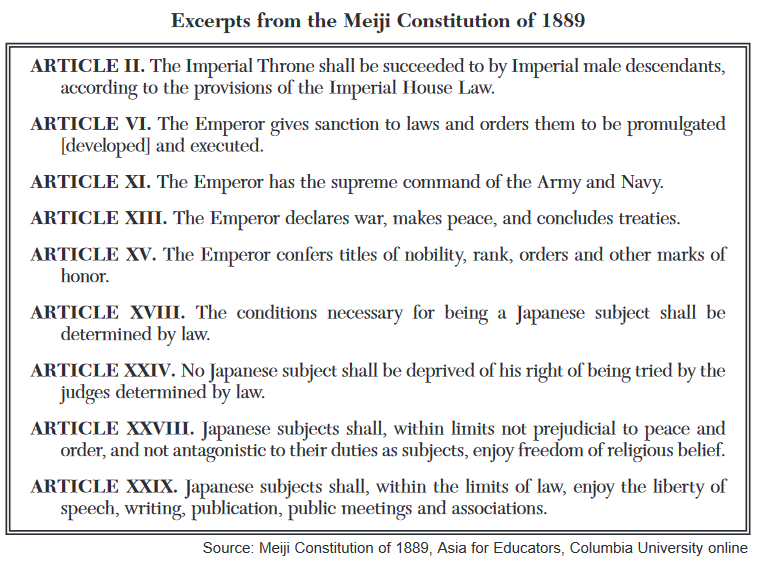 Excerpts from the Meiji Constitution of 1889
ARTICLE II. The Imperial Throne shall be succeeded to by Imperial male descendants,
according to the provisions of the Imperial House Law.
ARTICLE VI. The Emperor gives sanction to laws and orders them to be promulgated
[developed] and executed.
ARTICLE XI. The Emperor has the supreme command of the Army and Navy.
ARTICLE XIII. The Emperor declares war, makes peace, and concludes treaties.
ARTICLE XV. The Emperor confers titles of nobility, rank, orders and other marks of
honor.
ARTICLE XVIII. The conditions necessary for being a Japanese subject shall be
determined by law.
ARTICLE XXIV. No Japanese subject shall be deprived of his right of being tried by the
judges determined by law.
ARTICLE XXVIII. Japanese subjects shall, within limits not prejudicial to peace and
order, and not antagonistic to their duties as subjects, enjoy freedom of religious belief.
ARTICLE XXIX. Japanese subjects shall, within the limits of law, enjoy the liberty of
speech, writing, publication, public meetings and associations.
Source: Meiji Constitution of 1889, Asia for Educators, Columbia University online